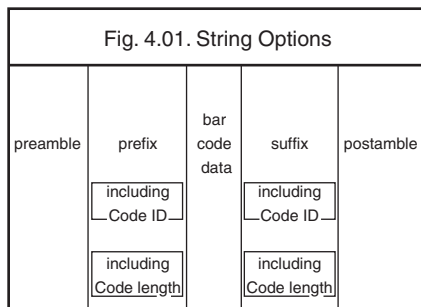 Fig. 4.01. String Options
preamble
prefix
bar
code
data
suffix
postamble
including
Code ID
including
Code ID
including
Code length
including
Code length